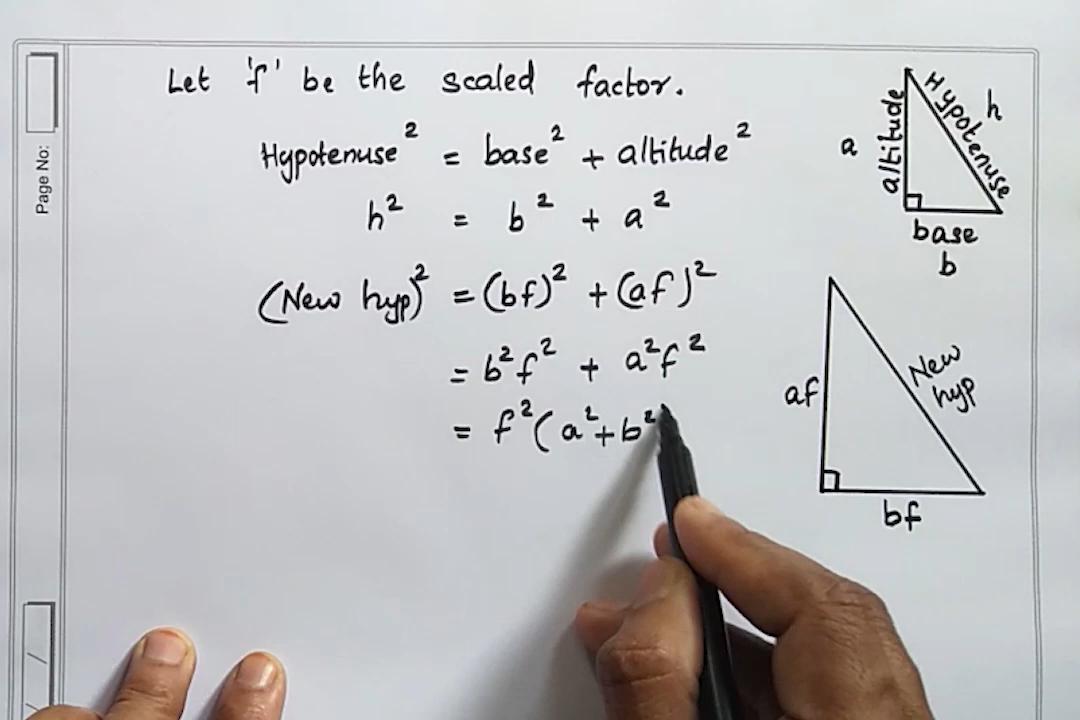 Page No:
Let 'f' be the scaled factor.
Hypotenuse² = base² + altitude²
h² = b² + a²
(New hyp)² = (bf)² + (af)²
= b²f² + a²f²
= f²(a²+b²
a
altitude
Hypotenuse
h
base
b
af
New
hyp
bf